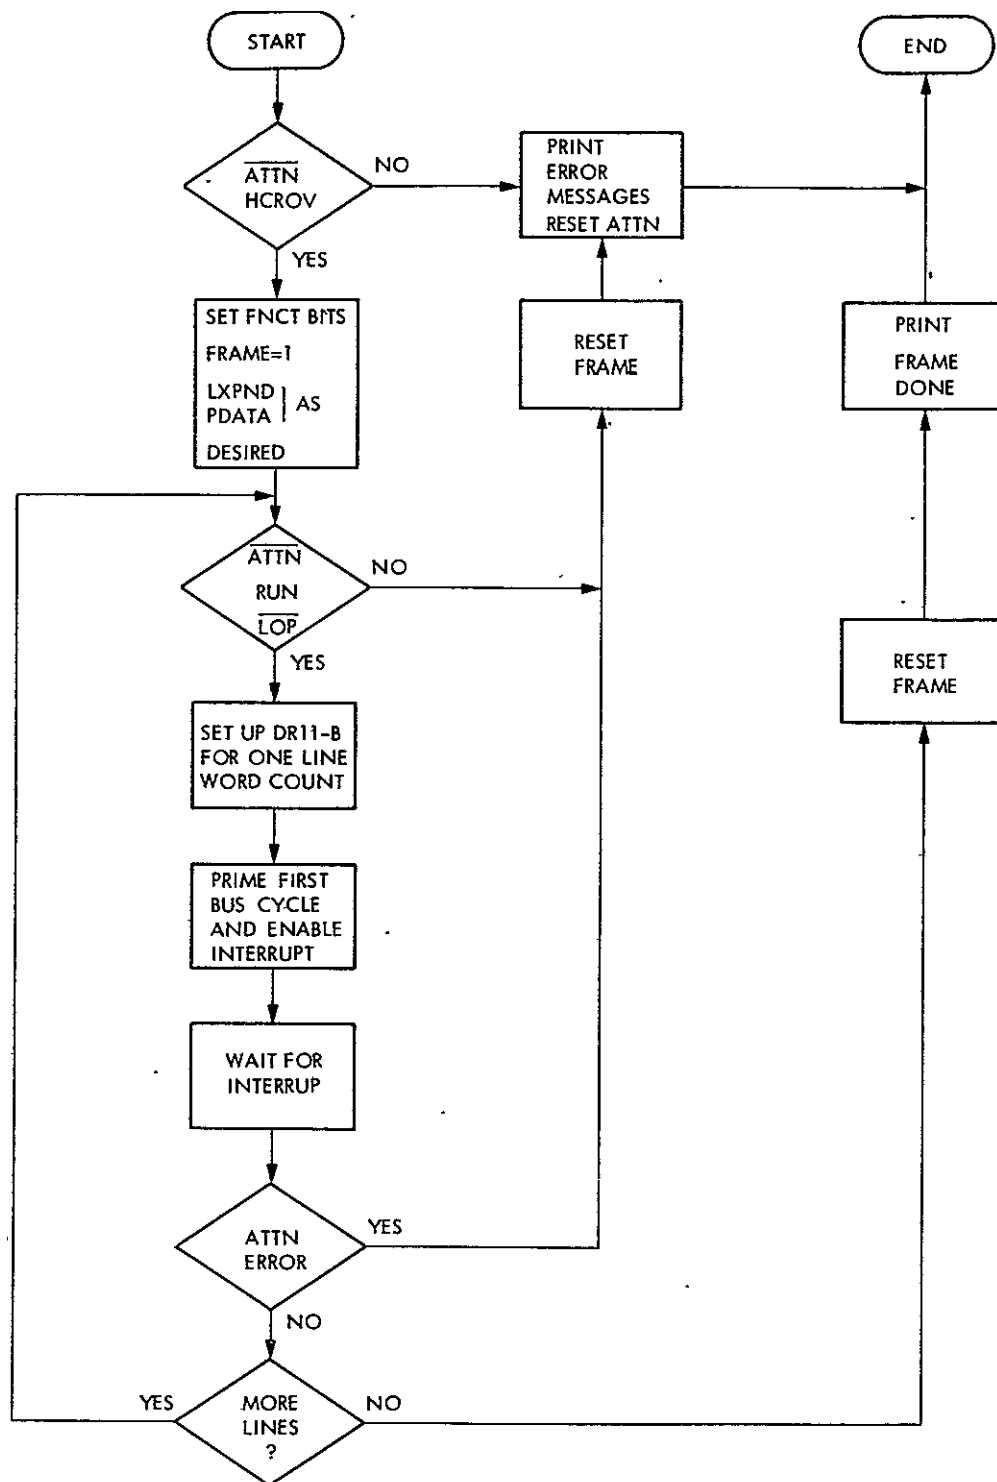 START
END
ATTN
HCROV
NO
PRINT
ERROR
MESSAGES
RESET ATTN
YES
SET FNCT BITS
FRAME=1
LXPND
PDATA
AS
DESIRED
RESET
FRAME
PRINT
FRAME
DONE
ATTN
RUN
LOP
NO
YES
RESET
FRAME
SET UP DR11-B
FOR ONE LINE
WORD COUNT
PRIME FIRST
BUS CYCLE
AND ENABLE
INTERRUPT
WAIT FOR
INTERRUP
ATTN
ERROR
YES
NO
YES
MORE
LINES
?
NO